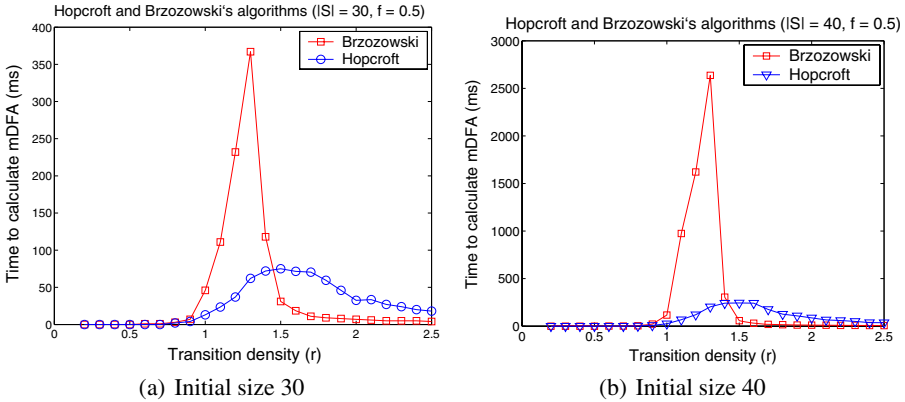 Hopcroft and Brzozowski's algorithms (|S| = 30, f = 0.5)
Brzozowski
Hopcroft
Time to calculate mDFA (ms)
400
350
300
250
200
150
100
50
0
0 0.5 1 1.5 2 2.5
Transition density (r)
(a) Initial size 30
Hopcroft and Brzozowski's algorithms (|S| = 40, f = 0.5)
Brzozowski
Hopcroft
Time to calculate mDFA (ms)
3000
2500
2000
1500
1000
500
0
0 0.5 1 1.5 2 2.5
Transition density (r)
(b) Initial size 40